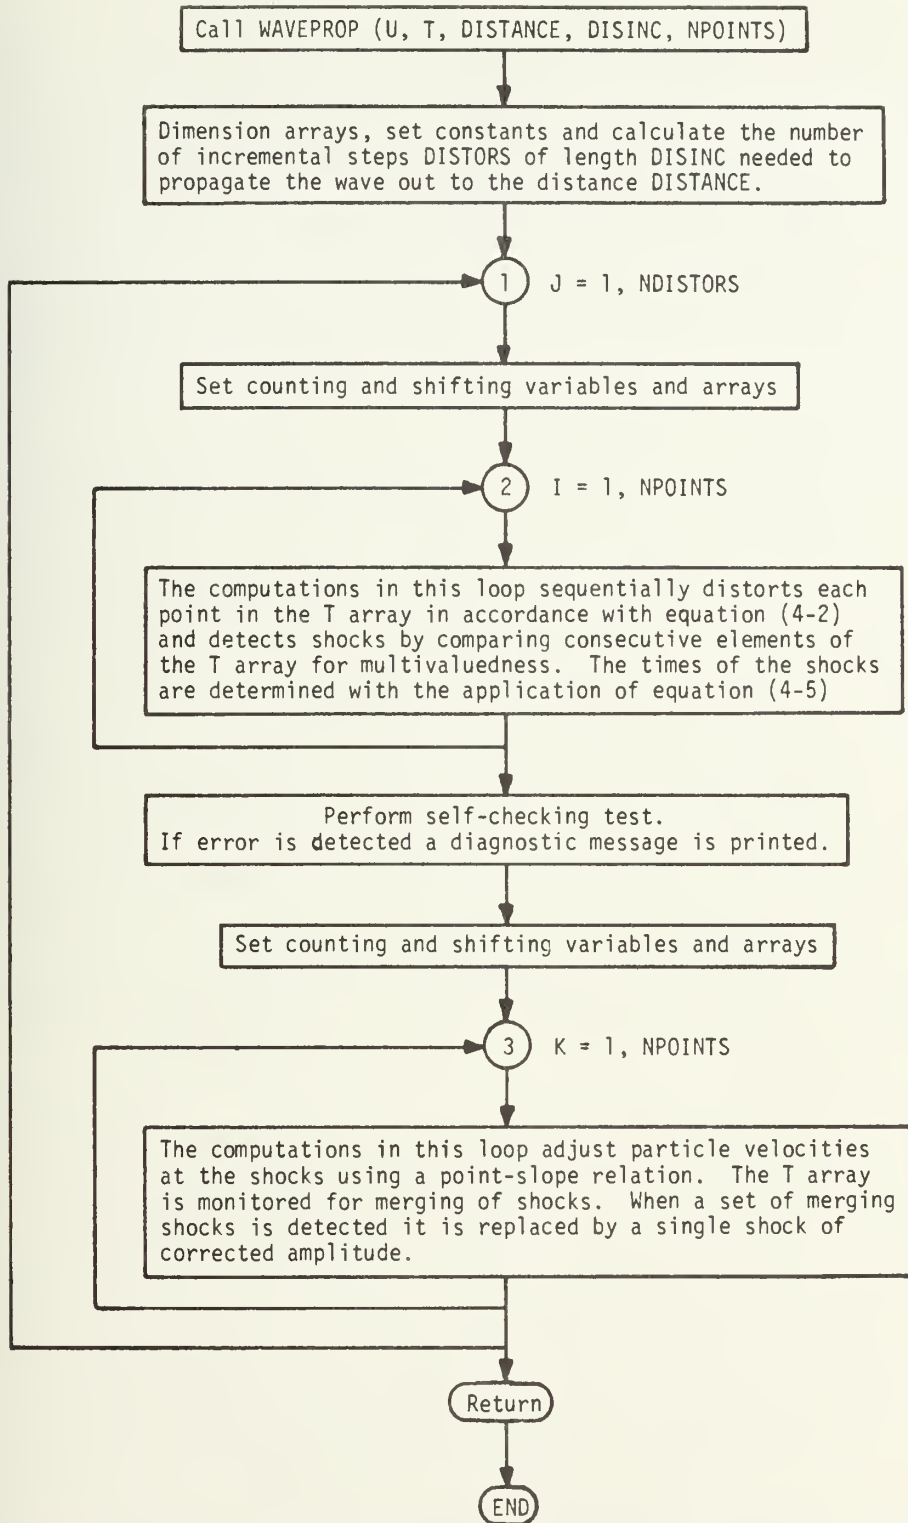 Call WAVEPROP (U, T, DISTANCE, DISINC, NPOINTS)
Dimension arrays, set constants and calculate the number
of incremental steps DISTORS of length DISINC needed to
propagate the wave out to the distance DISTANCE.
1 J = 1, NDISTORS
Set counting and shifting variables and arrays
2 I = 1, NPOINTS
The computations in this loop sequentially distorts each
point in the T array in accordance with equation (4-2)
and detects shocks by comparing consecutive elements of
the T array for multivaluedness. The times of the shocks
are determined with the application of equation (4-5)
Perform self-checking test.
If error is detected a diagnostic message is printed.
Set counting and shifting variables and arrays
3 K = 1, NPOINTS
The computations in this loop adjust particle velocities
at the shocks using a point-slope relation. The T array
is monitored for merging of shocks. When a set of merging
shocks is detected it is replaced by a single shock of
corrected amplitude.
Return
END